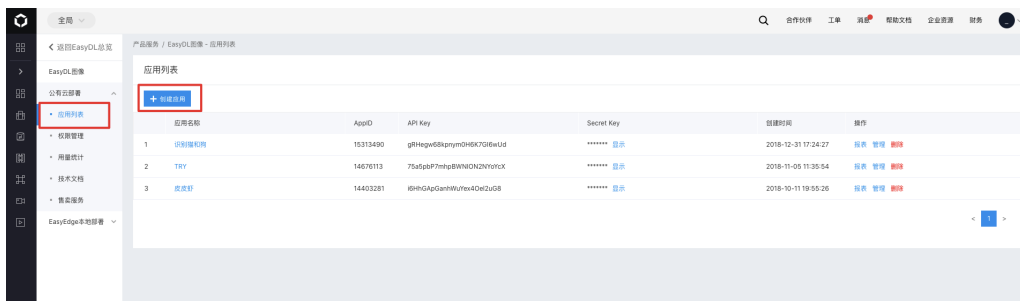 全局
合作伙伴 工单 消息 帮助文档 企业资源 财务
返回EasyDL总览
产品服务 / EasyDL图像 - 应用列表
EasyDL图像
应用列表
公有云部署
+ 创建应用
应用列表
应用名称 AppID API Key Secret Key 创建时间 操作
权限管理
1 识别猫和狗 15313490 gRHegw68kpnym0H6K7GI6wUd ******* 显示 2018-12-31 17:24:27 报表 管理 删除
用量统计
2 TRY 14676113 75a5pbP7mhpBWNION2NYoYcX ******* 显示 2018-11-05 11:35:54 报表 管理 删除
技术文档
3 皮皮虾 14403281 i6HhGApGanhWuYex4Oel2uG8 ******* 显示 2018-10-11 19:55:26 报表 管理 删除
售卖服务
EasyEdge本地部署
< 1 >